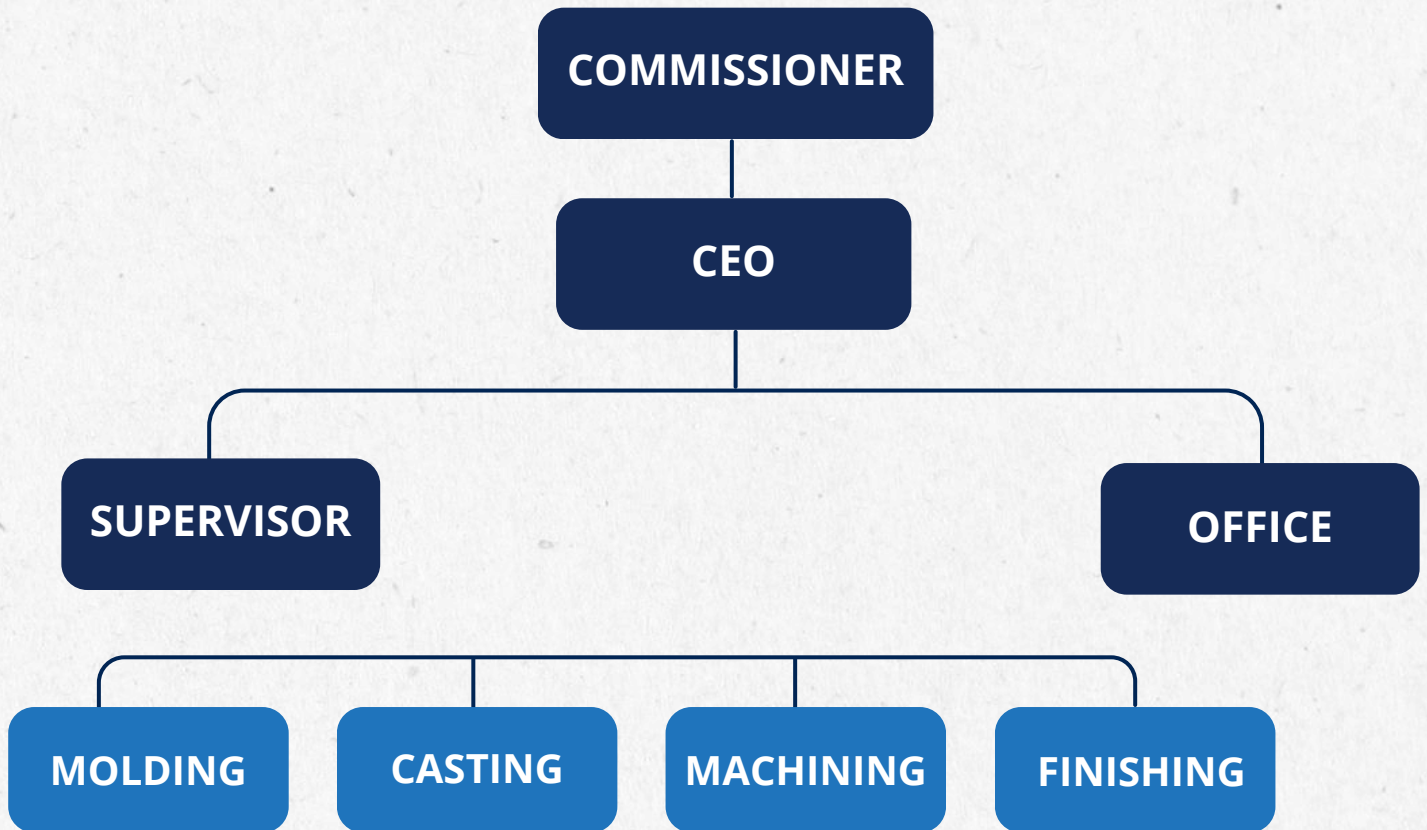 COMMISSIONER
CEO
SUPERVISOR
OFFICE
MOLDING
CASTING
MACHINING
FINISHING